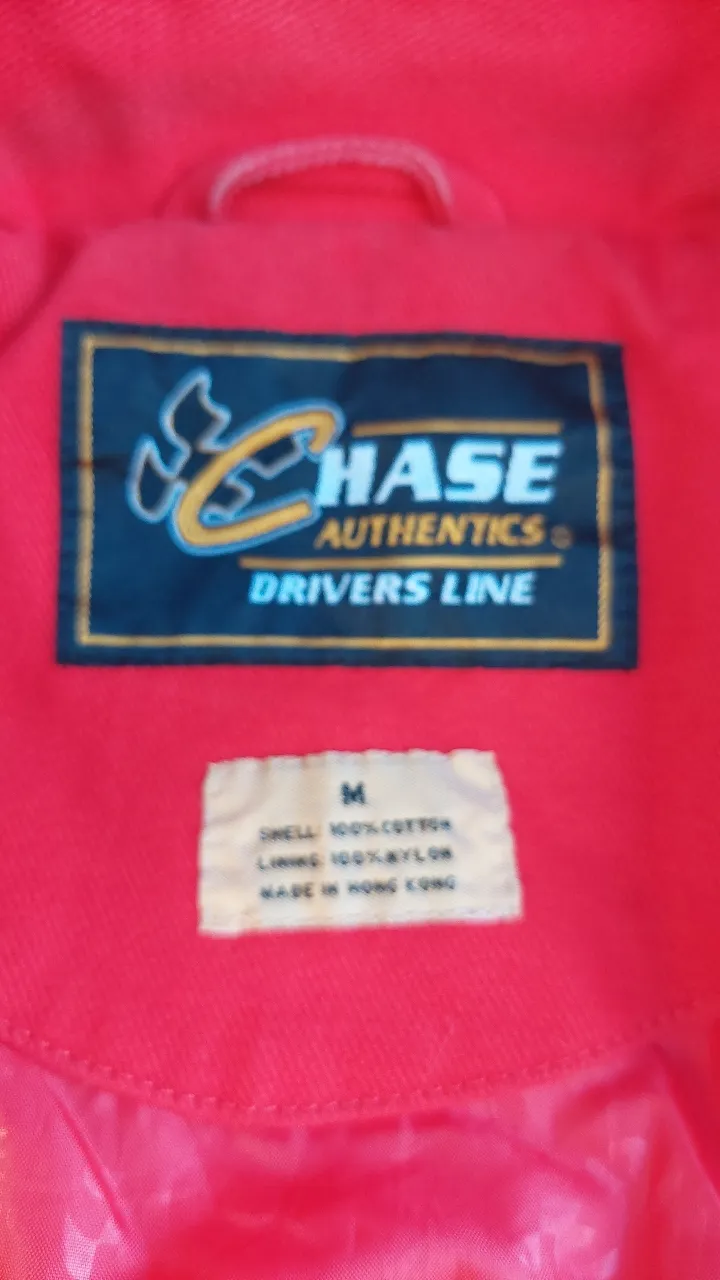 CHASE
AUTHENTICS
DRIVERS LINE
M
SHELL: 100% COTTON
LINING: 100% NYLON
MADE IN HONG KONG